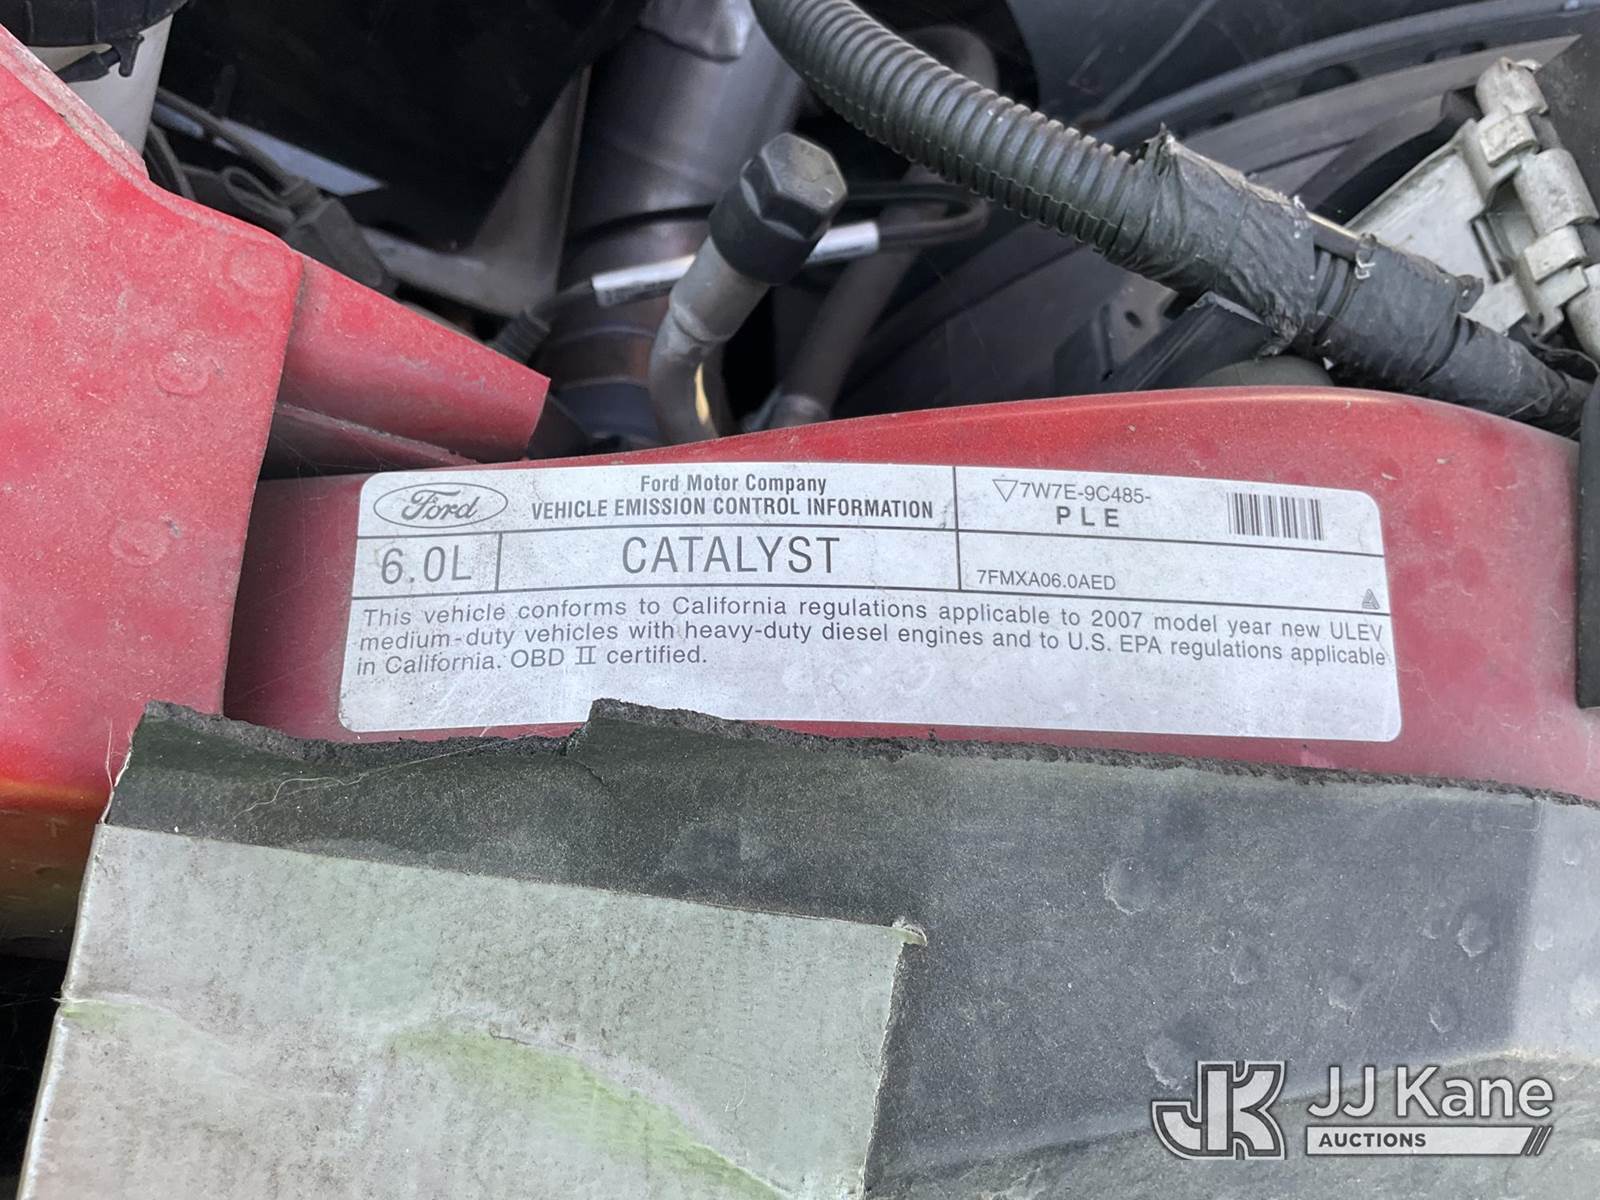 Ford
Ford Motor Company
VEHICLE EMISSION CONTROL INFORMATION
7W7E-9C485-
PLE
6.0L
CATALYST
7FMXA06.0AED
This vehicle conforms to California regulations applicable to 2007 model year new ULEV
medium-duty vehicles with heavy-duty diesel engines and to U.S. EPA regulations applicable
in California. OBD II certified.
JK
JJ Kane
AUCTIONS